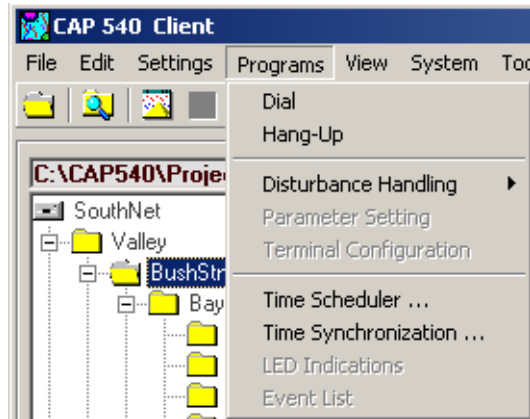 CAP 540 Client
File Edit Settings Programs View System
Dial
Hang-Up
Disturbance Handling
Parameter Setting
Terminal Configuration
Time Scheduler ...
Time Synchronization ...
LED Indications
Event List
C:\CAP540\Proje
SouthNet
Valley
BushStr
Bay